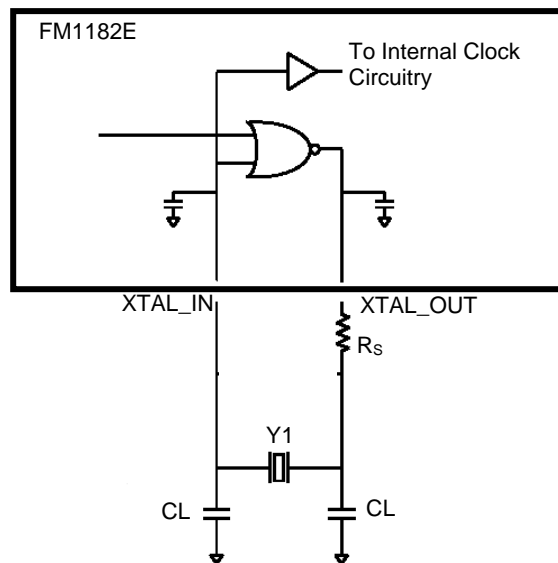 FM1182E
To Internal Clock
Circuitry
XTAL_IN
XTAL_OUT
RS
Y1
CL
CL